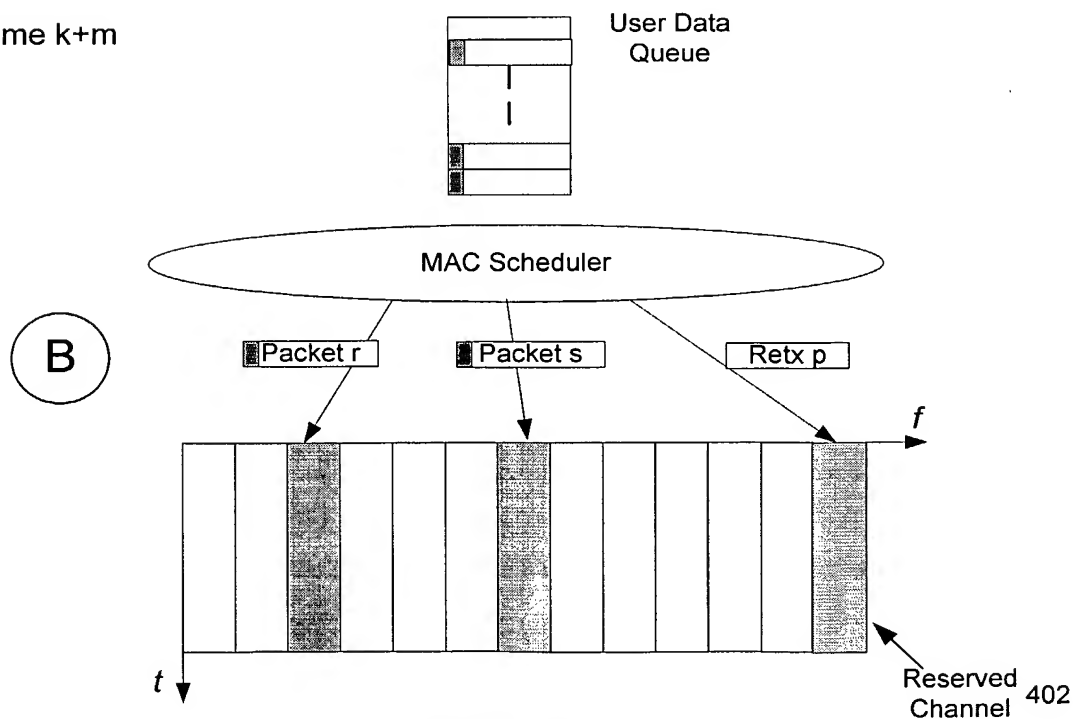 me k+m
User Data
Queue
MAC Scheduler
B
Packet r
Packet s
Retx p
f
t
Reserved
Channel
402